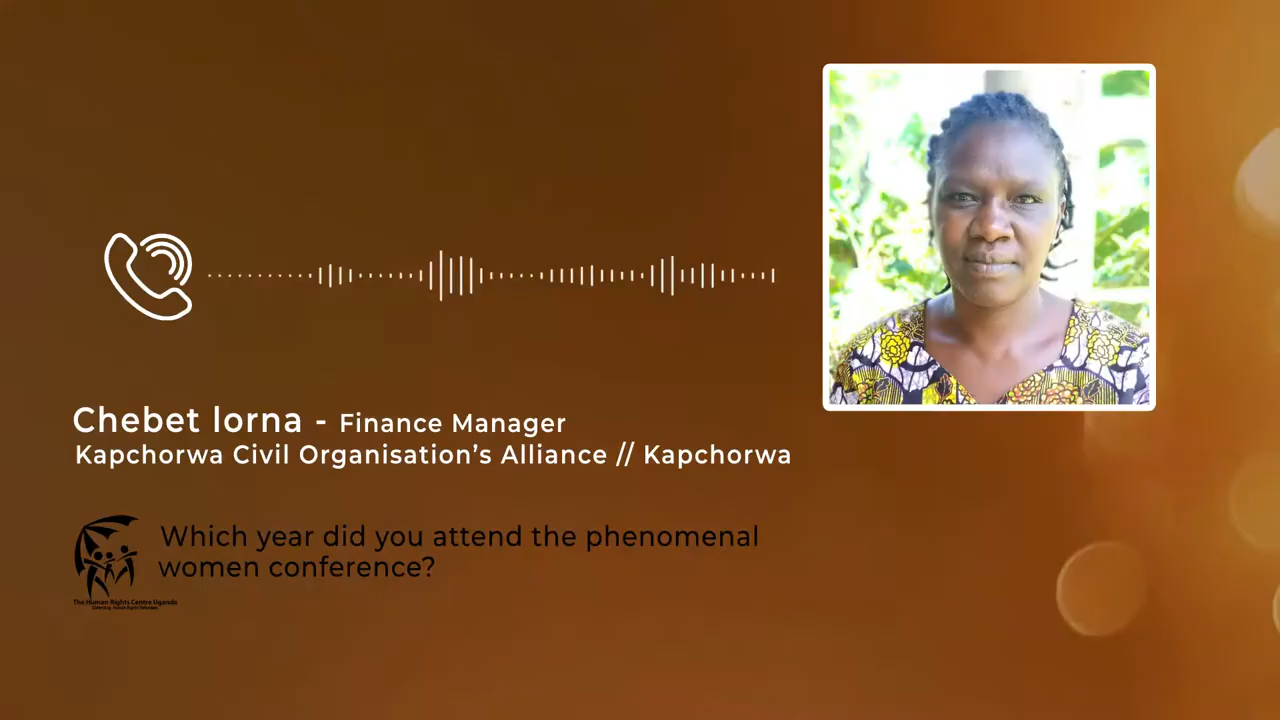 Chebet lorna - Finance Manager
Kapchorwa Civil Organisation's Alliance // Kapchorwa
Which year did you attend the phenomenal
women conference?
The Human Rights Centre Uganda